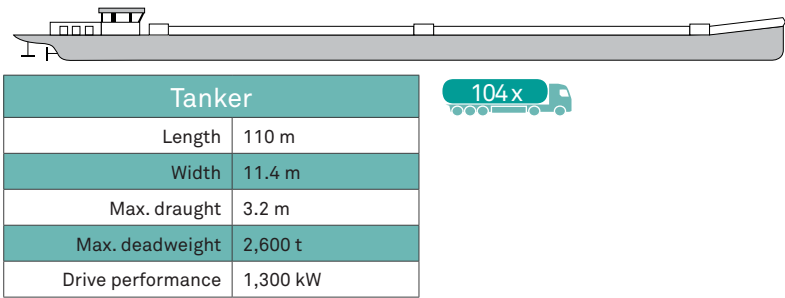 Tanker
Length 110 m
Width 11.4 m
Max. draught 3.2 m
Max. deadweight 2,600 t
Drive performance 1,300 kW
104 x